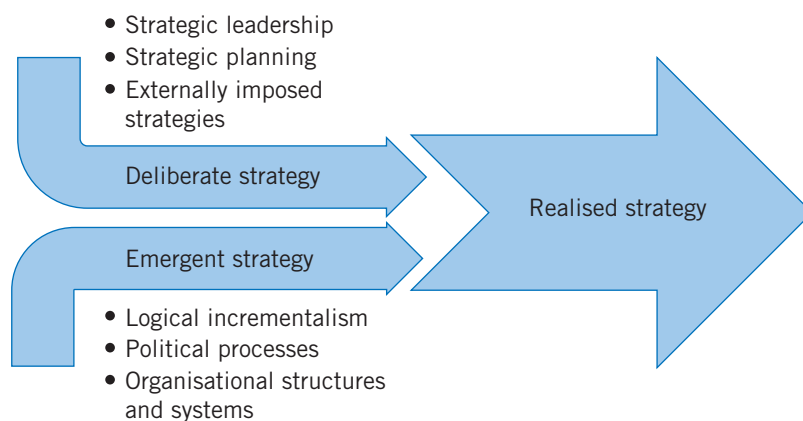 • Strategic leadership
• Strategic planning
• Externally imposed
strategies
Deliberate strategy
Realised strategy
Emergent strategy
• Logical incrementalism
• Political processes
• Organisational structures
and systems